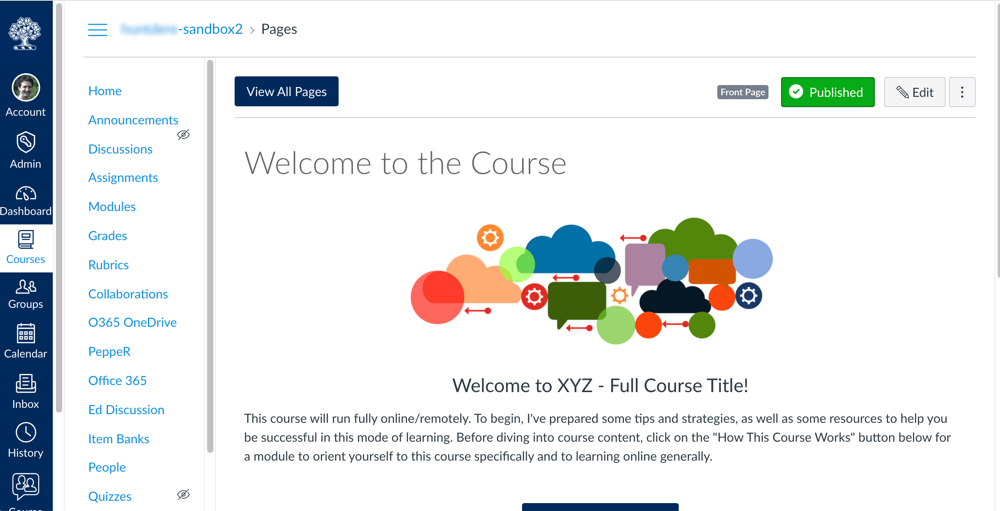 -sandbox2 > Pages
Account
Admin
Dashboard
Courses
Groups
Calendar
Inbox
History
Home
Announcements
Discussions
Assignments
Modules
Grades
Rubrics
Collaborations
O365 OneDrive
PeppeR
Office 365
Ed Discussion
Item Banks
People
Quizzes
View All Pages
Front Page
Published
Edit
Welcome to the Course
Welcome to XYZ - Full Course Title!
This course will run fully online/remotely. To begin, I've prepared some tips and strategies, as well as some resources to help you
be successful in this mode of learning. Before diving into course content, click on the "How This Course Works" button below for
a module to orient yourself to this course specifically and to learning online generally.